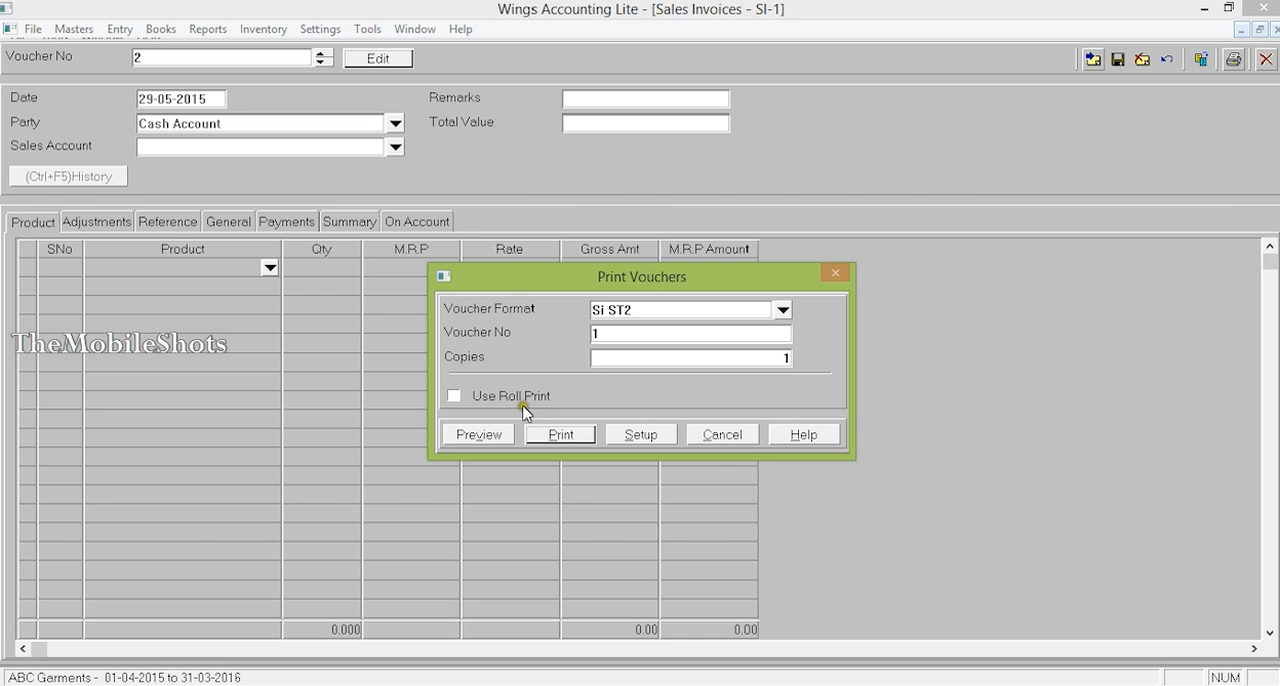 Wings Accounting Lite - [Sales Invoices - SI-1]
File Masters Entry Books Reports Inventory Settings Tools Window Help
Voucher No 2 Edit
Date 29-05-2015 Remarks
Party Cash Account Total Value
Sales Account
(Ctrl+F5)History
Product Adjustments Reference General Payments Summary On Account
SNo Product Qty M.R.P Rate Gross Amt M.R.P Amount
Print Vouchers
Voucher Format Si ST2
Voucher No 1
Copies 1
Use Roll Print
Preview Print Setup Cancel Help
TheMobileShots
0.000 0.00 0.00
ABC Garments - 01-04-2015 to 31-03-2016 NUM